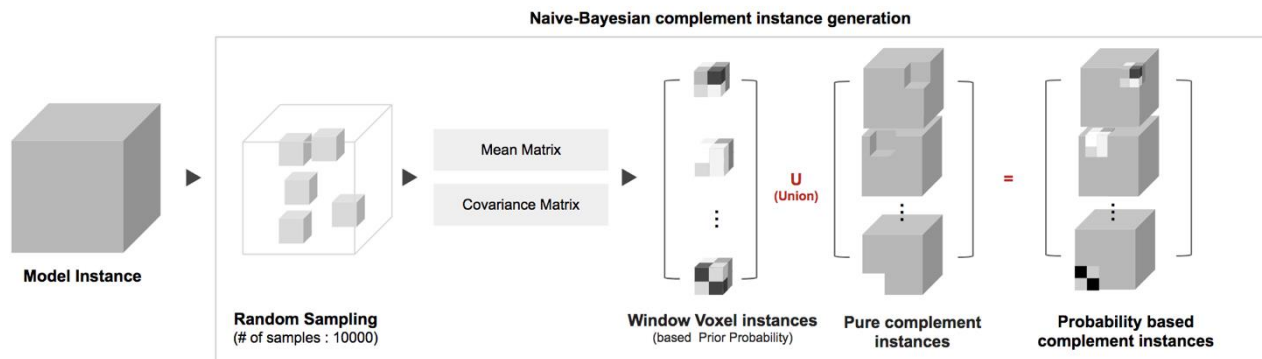 Naive-Bayesian complement instance generation
Model Instance
Random Sampling
(# of samples : 10000)
Mean Matrix
Covariance Matrix
Window Voxel instances
(based Prior Probability)
U
(Union)
Pure complement
instances
=
Probability based
complement instances